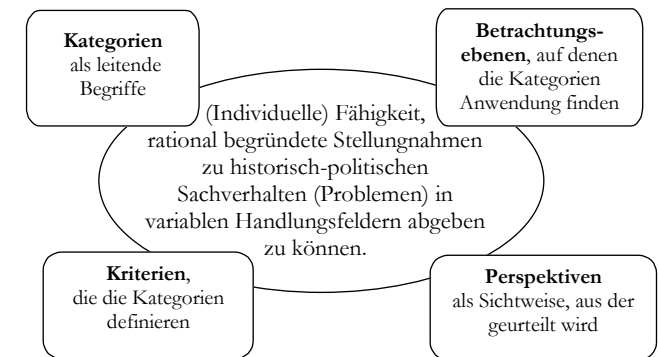 Kategorien
als leitende
Begriffe
Betrachtungs-
ebenen, auf denen
die Kategorien
Anwendung finden
(Individuelle) Fähigkeit,
rational begründete Stellungnahmen
zu historisch-politischen
Sachverhalten (Problemen) in
variablen Handlungsfeldern abgeben
zu können.
Kriterien,
die die Kategorien
definieren
Perspektiven
als Sichtweise, aus der
geurteilt wird